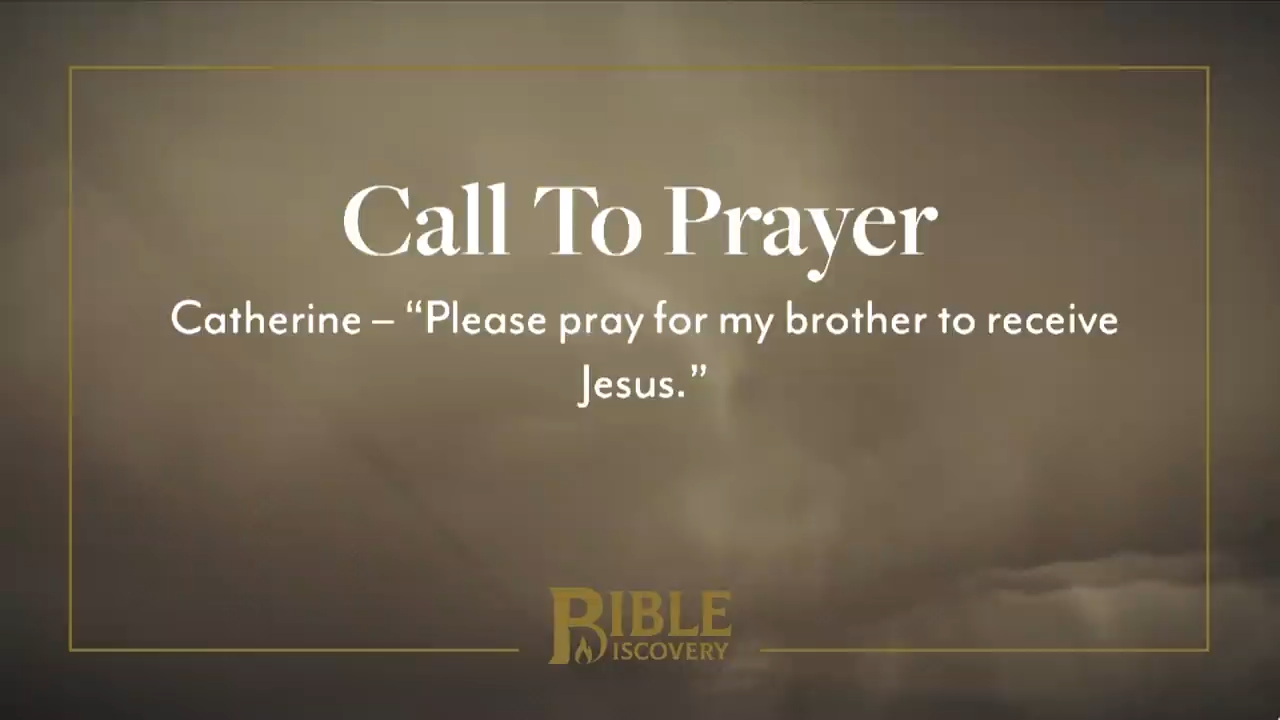 Call To Prayer
Catherine – “Please pray for my brother to receive
Jesus.”
BIBLE
DISCOVERY